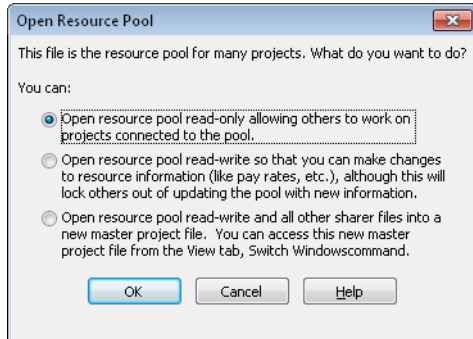 Open Resource Pool
This file is the resource pool for many projects. What do you want to do?
You can:
Open resource pool read-only allowing others to work on
projects connected to the pool.
Open resource pool read-write so that you can make changes
to resource information (like pay rates, etc.), although this will
lock others out of updating the pool with new information.
Open resource pool read-write and all other sharer files into a
new master project file.  You can access this new master
project file from the View tab, Switch Windowscommand.
OK
Cancel
Help